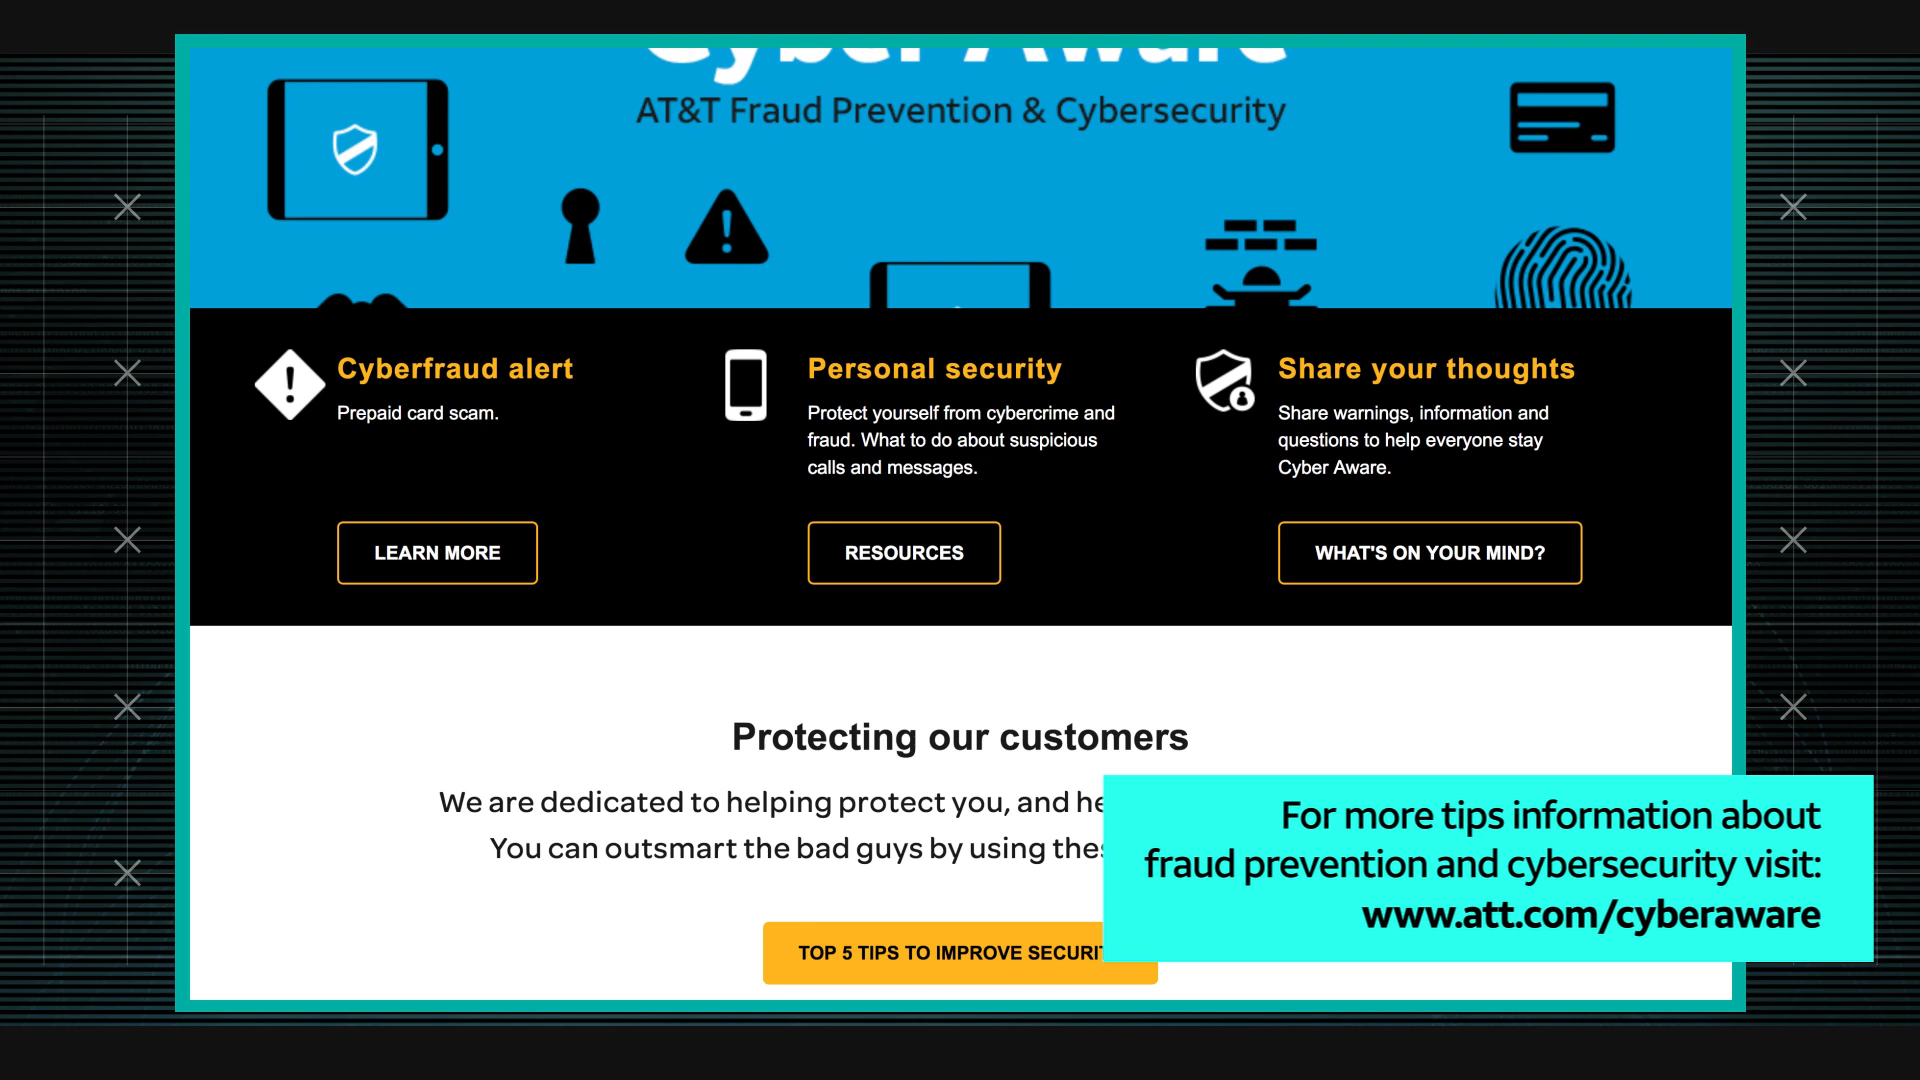 Cyber Aware
AT&T Fraud Prevention & Cybersecurity
Cyberfraud alert
Prepaid card scam.
LEARN MORE
Personal security
Protect yourself from cybercrime and
fraud. What to do about suspicious
calls and messages.
RESOURCES
Share your thoughts
Share warnings, information and
questions to help everyone stay
Cyber Aware.
WHAT'S ON YOUR MIND?
Protecting our customers
We are dedicated to helping protect you, and
You can outsmart the bad guys by using
TOP 5 TIPS TO IMPROVE
For more tips information about
fraud prevention and cybersecurity visit:
www.att.com/cyberaware